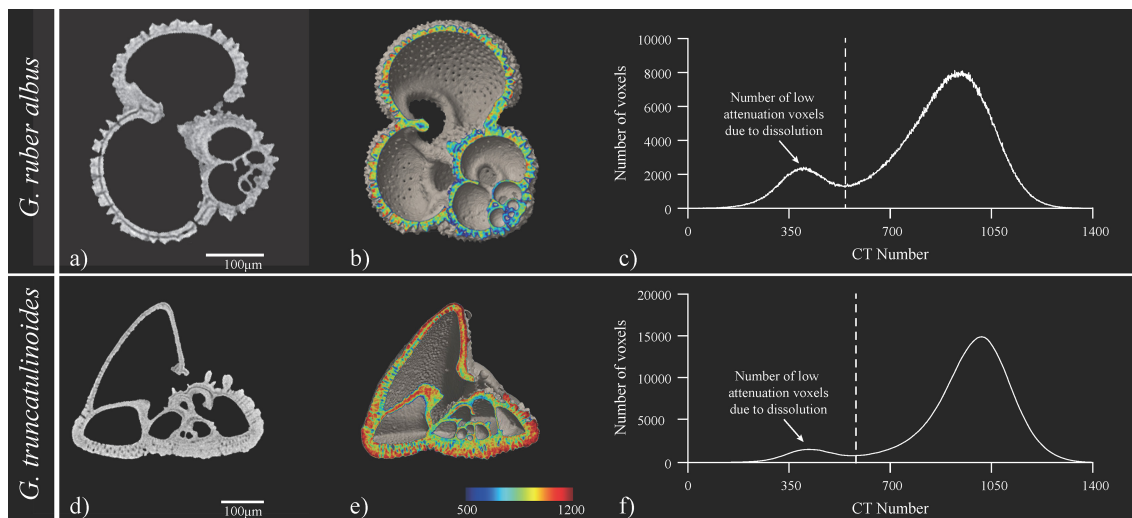 G. ruber albus
a)
100μm
b)
c)
Number of voxels
10000
8000
6000
4000
2000
0
Number of low
attenuation voxels
due to dissolution
0
350
700
1050
1400
CT Number
G. truncatulinoides
d)
100μm
e)
500
1200
f)
Number of voxels
20000
15000
10000
5000
0
Number of low
attenuation voxels
due to dissolution
0
350
700
1050
1400
CT Number